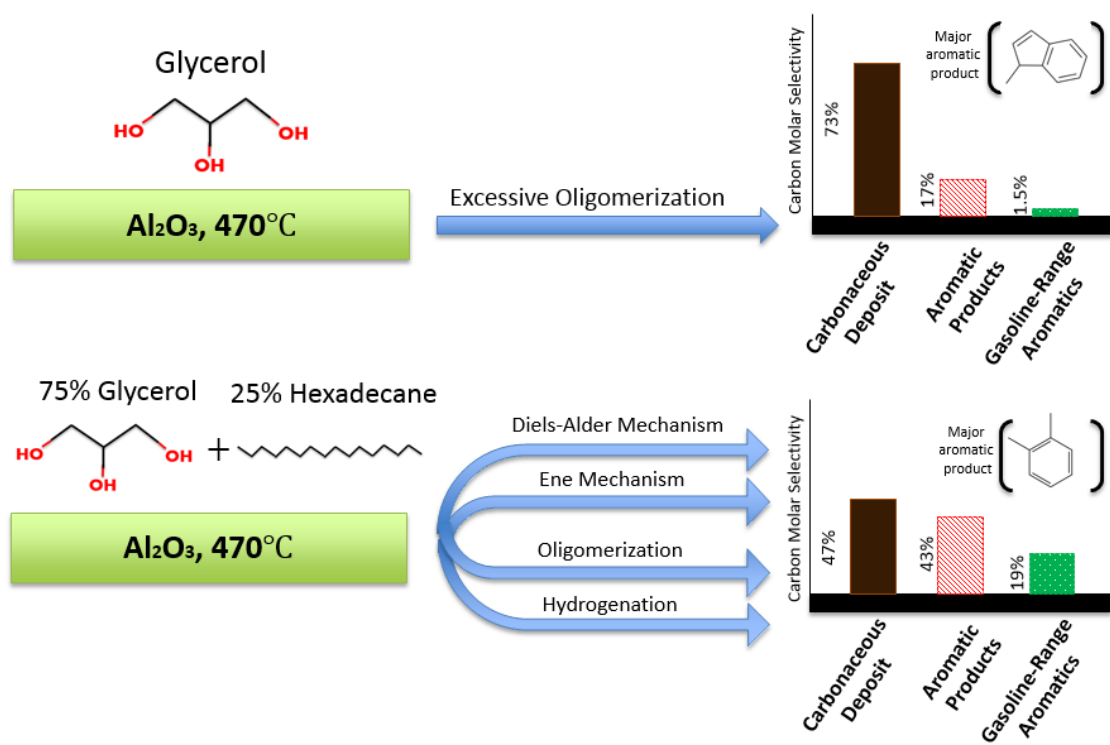 Glycerol
HO
OH
OH
Al₂O₃, 470°C
Excessive Oligomerization
Carbon Molar Selectivity
73%
17%
1.5%
Major
aromatic
product
Carbonaceous
Deposit
Aromatic
Products
Gasoline-Range
Aromatics
75% Glycerol
25% Hexadecane
HO
OH
OH
+
Al₂O₃, 470°C
Diels-Alder Mechanism
Ene Mechanism
Oligomerization
Hydrogenation
Carbon Molar Selectivity
47%
43%
19%
Major
aromatic
product
Carbonaceous
Deposit
Aromatic
Products
Gasoline-Range
Aromatics